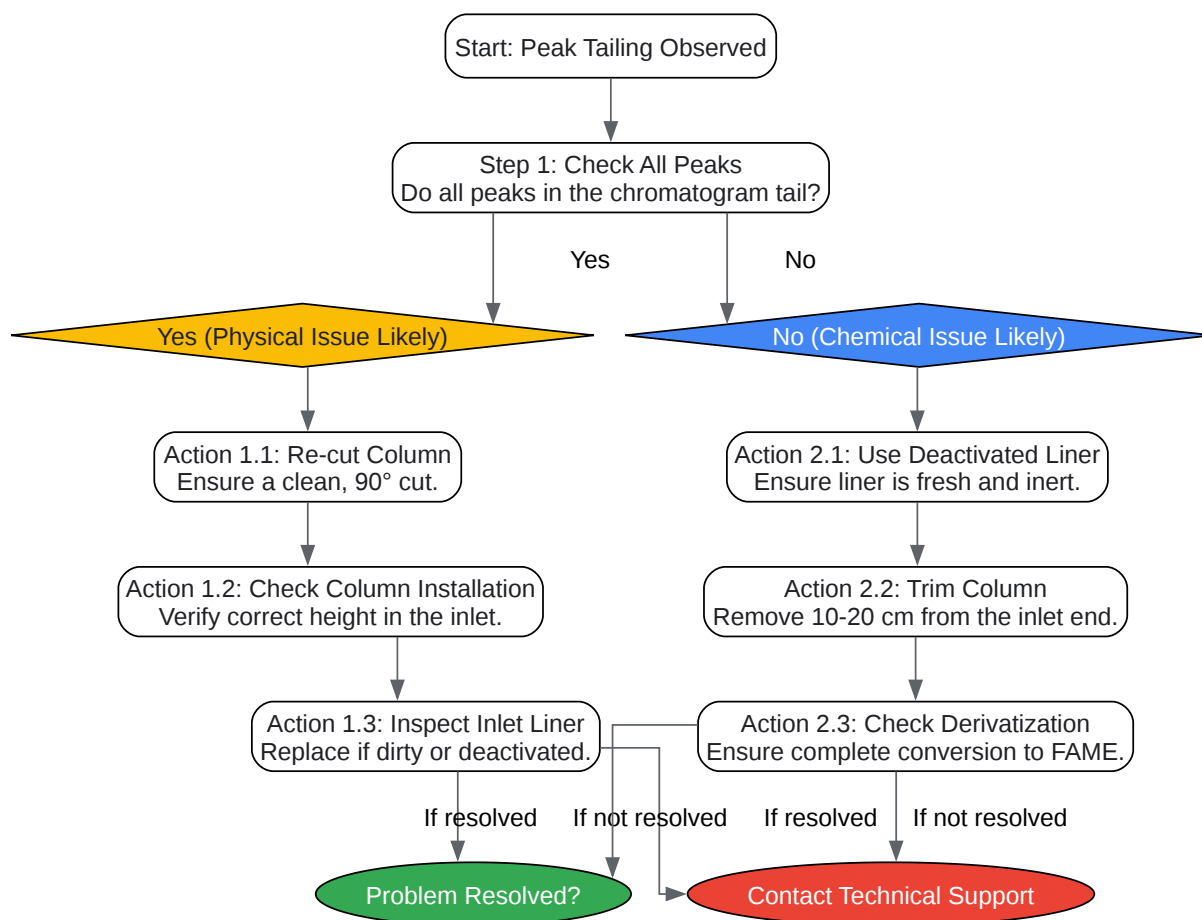 Start: Peak Tailing Observed
Step 1: Check All Peaks
Do all peaks in the chromatogram tail?
Yes
No
Yes (Physical Issue Likely)
No (Chemical Issue Likely)
Action 1.1: Re-cut Column
Ensure a clean, 90° cut.
Action 2.1: Use Deactivated Liner
Ensure liner is fresh and inert.
Action 1.2: Check Column Installation
Verify correct height in the inlet.
Action 2.2: Trim Column
Remove 10-20 cm from the inlet end.
Action 1.3: Inspect Inlet Liner
Replace if dirty or deactivated.
Action 2.3: Check Derivatization
Ensure complete conversion to FAME.
If resolved
If not resolved
If resolved
If not resolved
Problem Resolved?
Contact Technical Support